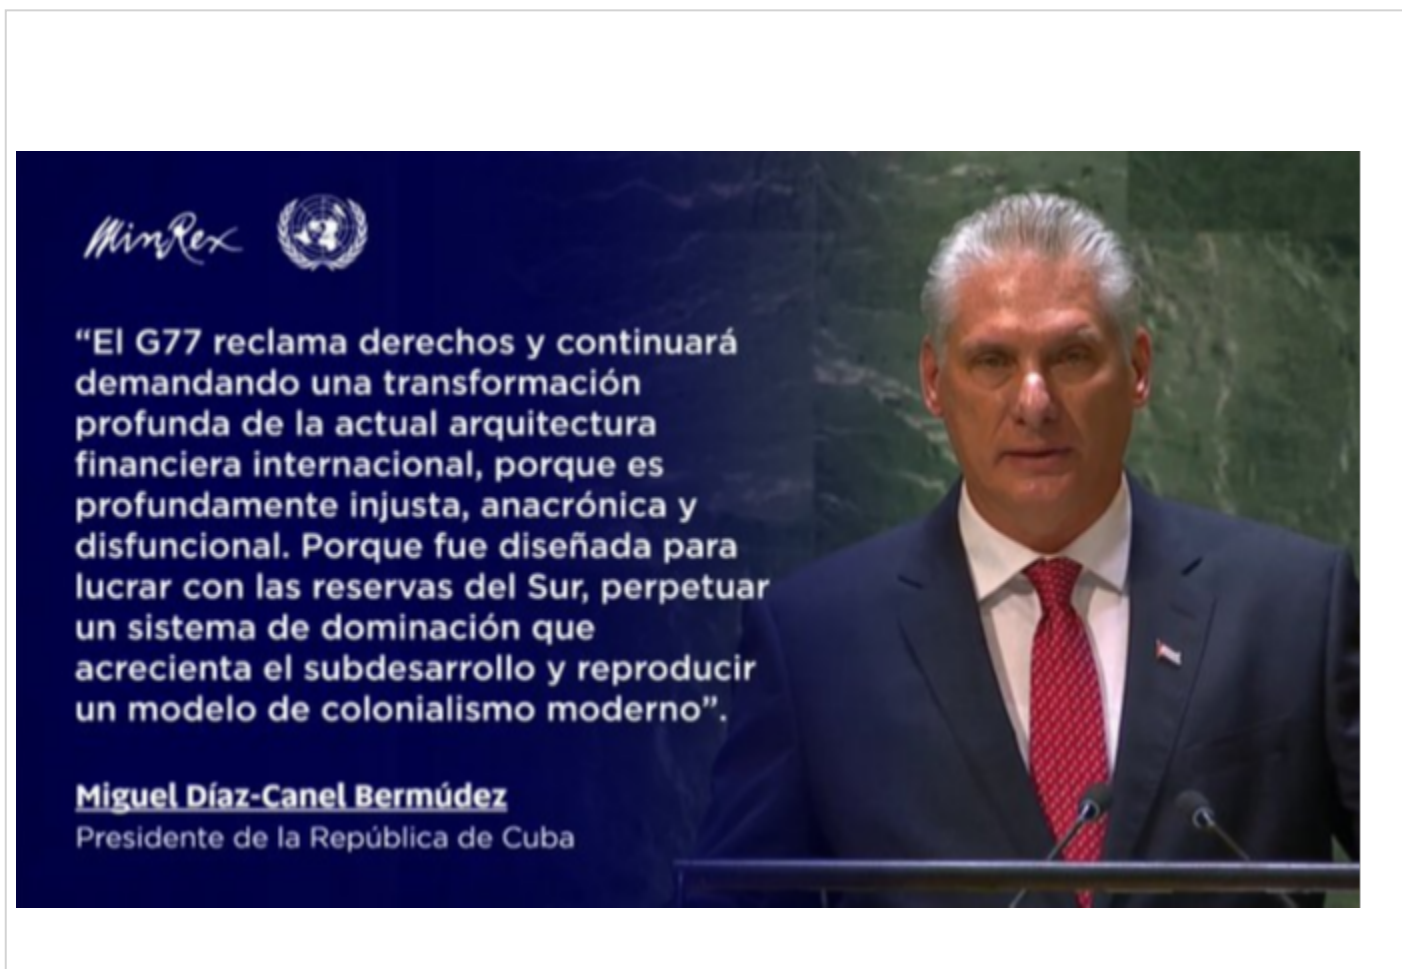 MinRex
“El G77 reclama derechos y continuará
demandando una transformación
profunda de la actual arquitectura
financiera internacional, porque es
profundamente injusta, anacrónica y
disfuncional. Porque fue diseñada para
lucrar con las reservas del Sur, perpetuar
un sistema de dominación que
acrecienta el subdesarrollo y reproducir
un modelo de colonialismo moderno”.
Miguel Díaz-Canel Bermúdez
Presidente de la República de Cuba